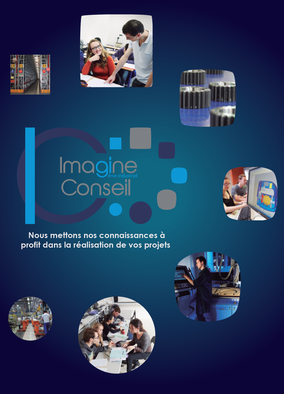 Imagine
Conseil
Nous mettons nos connaissances à
profit dans la réalisation de vos projets